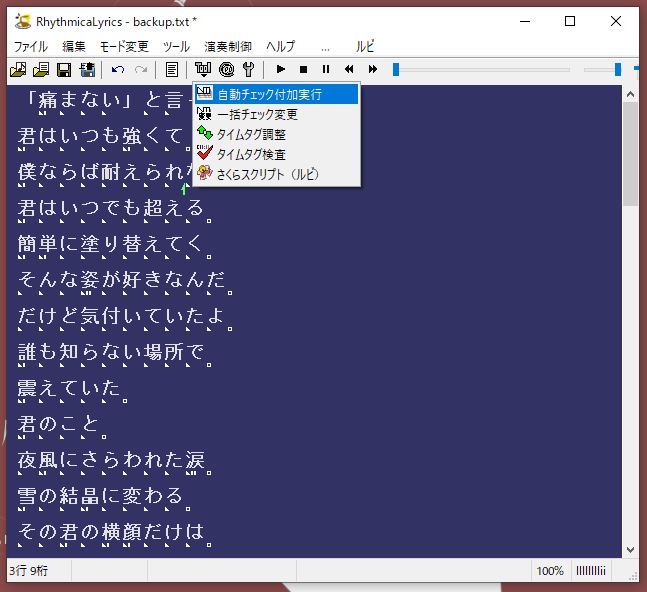 RhythmicaLyrics - backup.txt *
ファイル 編集 モード変更 ツール 演奏制御 ヘルプ ... ルビ
「痛まない」と言っ
自動チェック付加実行
一括チェック変更
タイムタグ調整
タイムタグ検査
さくらスクリプト（ルビ）
君はいつも強くて
僕ならば耐えられな
君はいつでも超える。
簡単に塗り替えてく。
そんな姿が好きなんだ。
だけど気付いていたよ。
誰も知らない場所で。
震えていた。
君のこと。
夜風にさらわれた涙。
雪の結晶に変わる。
その君の横顔だけは。
3行 9桁
100%
IIIIIIIIii